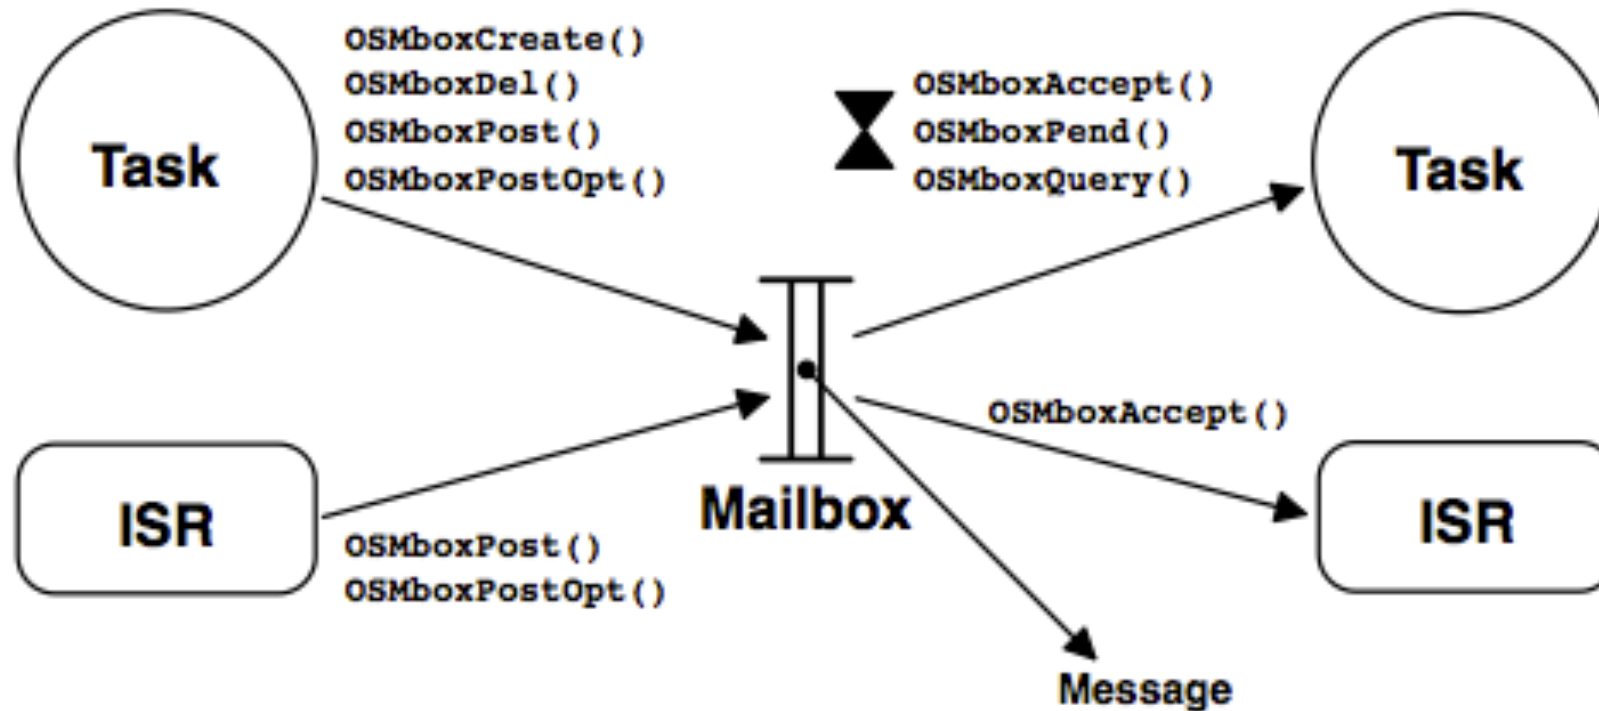 OSMboxCreate()
OSMboxDel()
OSMboxPost()
OSMboxPostOpt()
Task
OSMboxAccept()
OSMboxPend()
OSMboxQuery()
Task
OSMboxAccept()
Mailbox
ISR
OSMboxPost()
OSMboxPostOpt()
ISR
Message